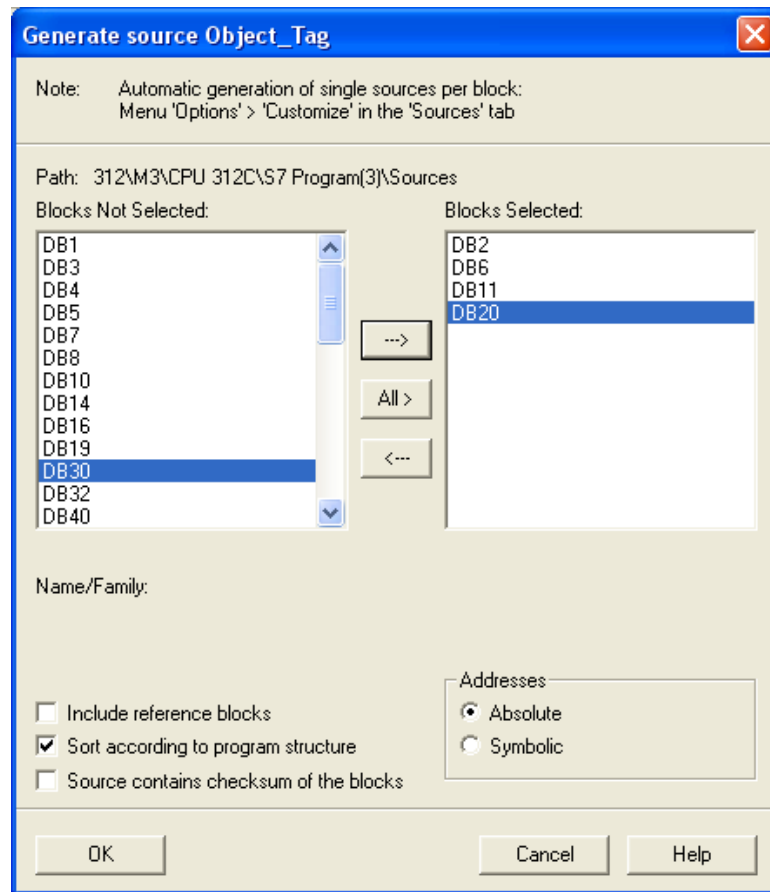 Generate source Object_Tag
Note: Automatic generation of single sources per block:
Menu 'Options' > 'Customize' in the 'Sources' tab
Path: 312\M3\CPU 312C\S7 Program(3)\Sources
Blocks Not Selected:
DB1
DB3
DB4
DB5
DB7
DB8
DB10
DB14
DB16
DB19
DB30
DB32
DB40
--->
All >
<---
Blocks Selected:
DB2
DB6
DB11
DB20
Name/Family:
Include reference blocks
Sort according to program structure
Source contains checksum of the blocks
Addresses
Absolute
Symbolic
OK
Cancel
Help